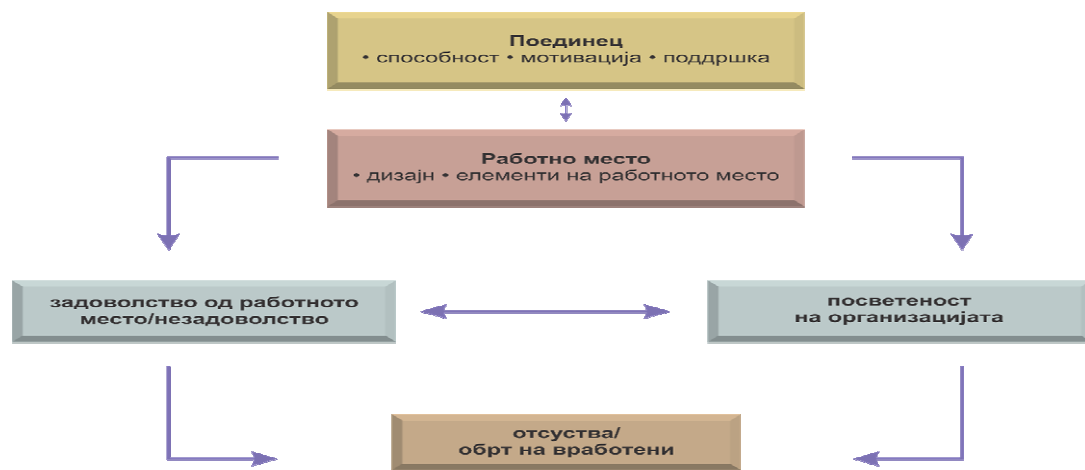 Поединец
• способност • мотивација • поддршка
Работно место
• дизајн • елементи на работното место
задоволство од работното
место/незадоволство
посветеност
на организацијата
отсуства/
обрт на вработени